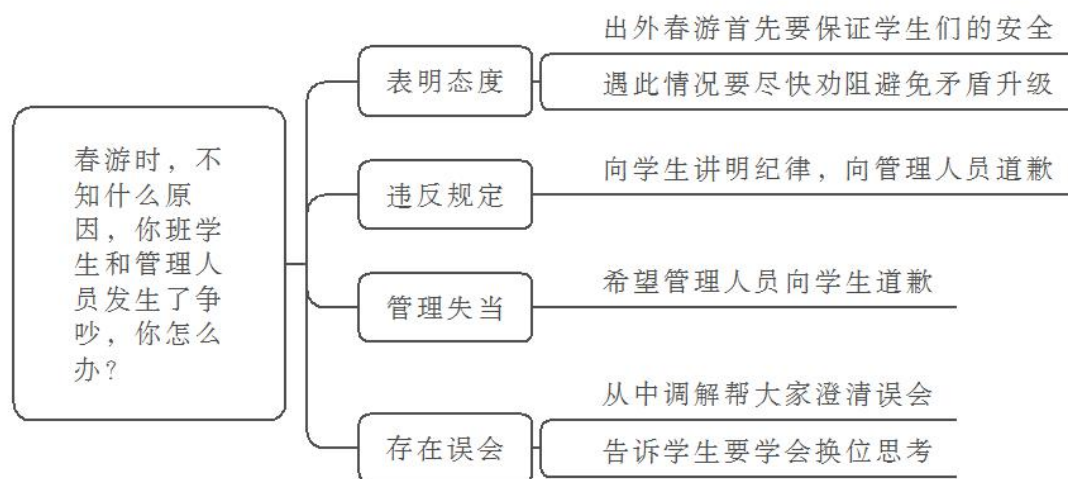 春游时，不
知什么原
因，你班学
生和管理人
员发生了争
吵，你怎么
办？
表明态度
出外春游首先要保证学生们的安全
遇此情况要尽快劝阻避免矛盾升级
违反规定
向学生讲明纪律，向管理人员道歉
管理失当
希望管理人员向学生道歉
存在误会
从中调解帮大家澄清误会
告诉学生要学会换位思考